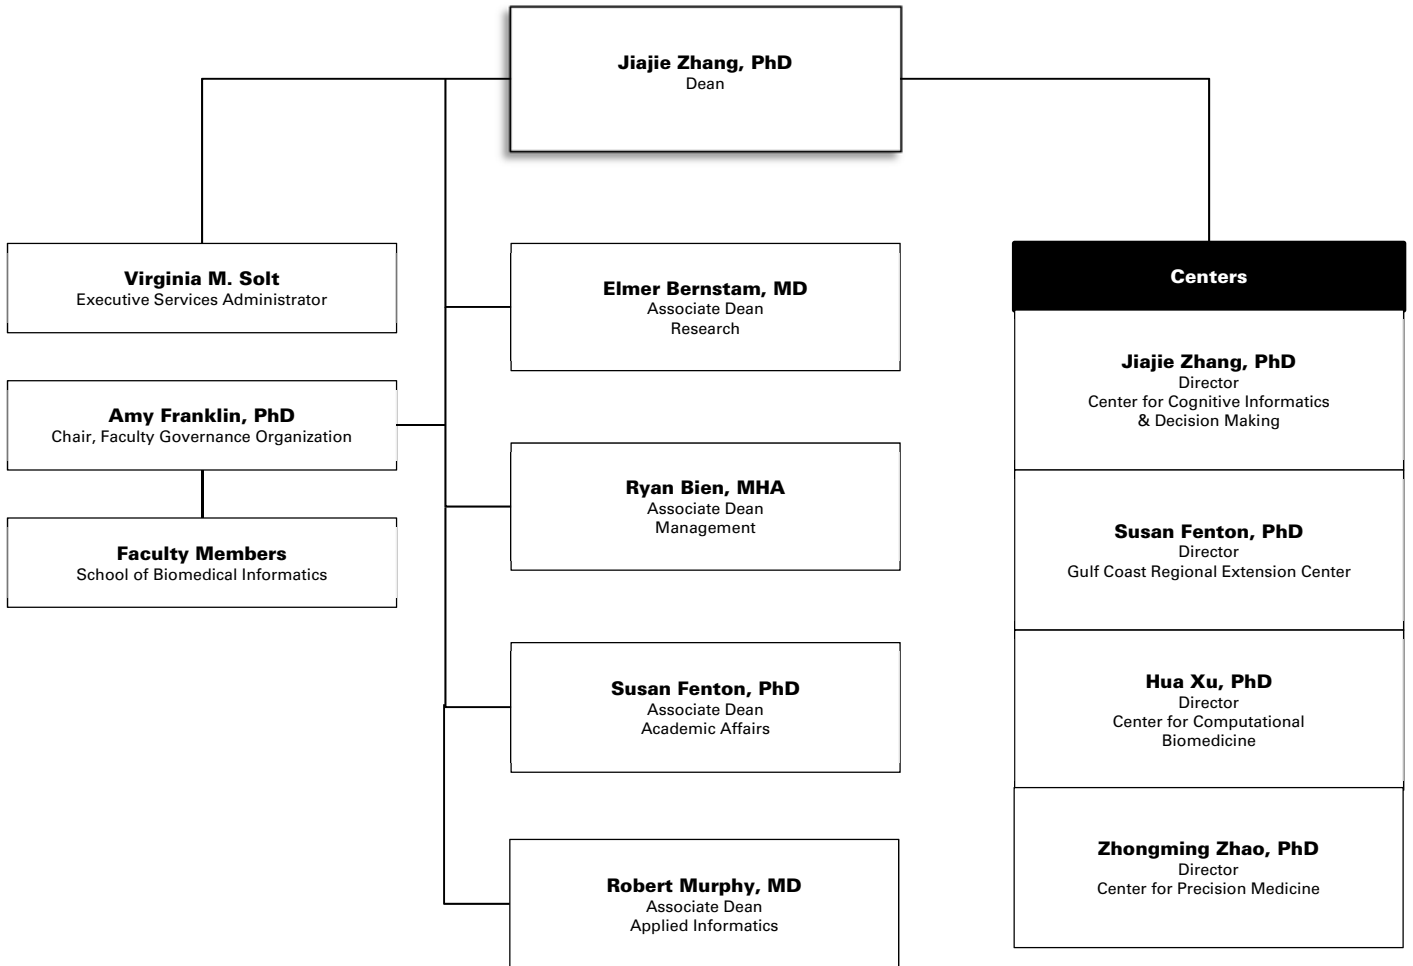 Jiajie Zhang, PhD
Dean
Virginia M. Solt
Executive Services Administrator
Amy Franklin, PhD
Chair, Faculty Governance Organization
Faculty Members
School of Biomedical Informatics
Elmer Bernstam, MD
Associate Dean
Research
Ryan Bien, MHA
Associate Dean
Management
Susan Fenton, PhD
Associate Dean
Academic Affairs
Robert Murphy, MD
Associate Dean
Applied Informatics
Centers
Jiajie Zhang, PhD
Director
Center for Cognitive Informatics
& Decision Making
Susan Fenton, PhD
Director
Gulf Coast Regional Extension Center
Hua Xu, PhD
Director
Center for Computational
Biomedicine
Zhongming Zhao, PhD
Director
Center for Precision Medicine